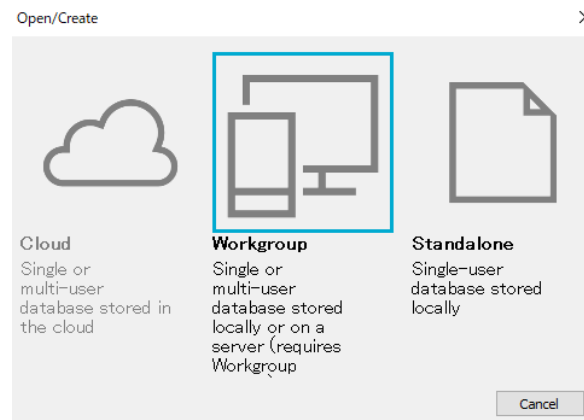 Open/Create
Cloud
Single or
multi-user
database stored in
the cloud
Workgroup
Single or
multi-user
database stored
locally or on a
server (requires
Workgroup
Standalone
Single-user
database stored
locally
Cancel